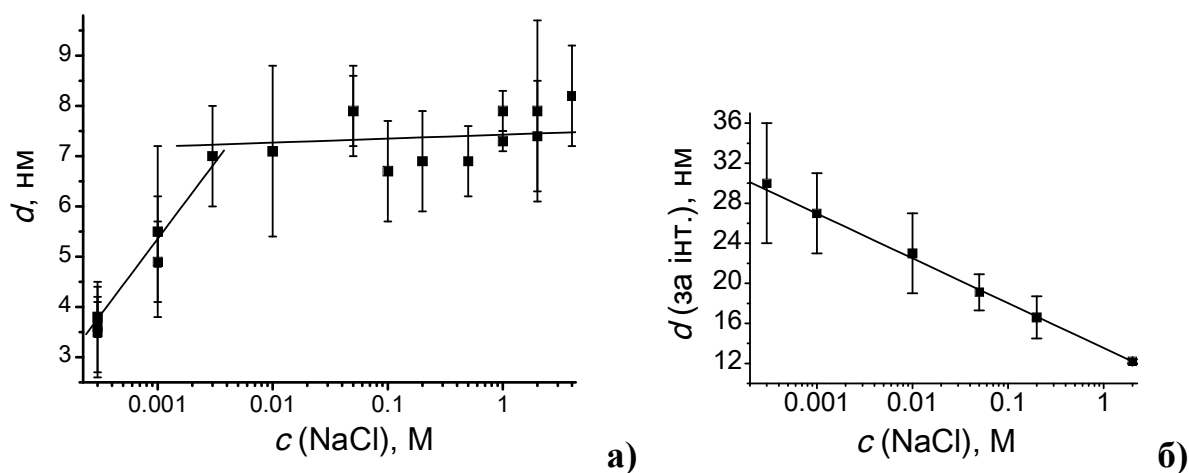 9
8
7
6
5
4
3
d, нм
0.001 0.01 0.1 1
c (NaCl), М
а)
36
32
28
24
20
16
12
d (за інт.), нм
0.001 0.01 0.1 1
c (NaCl), М
б)